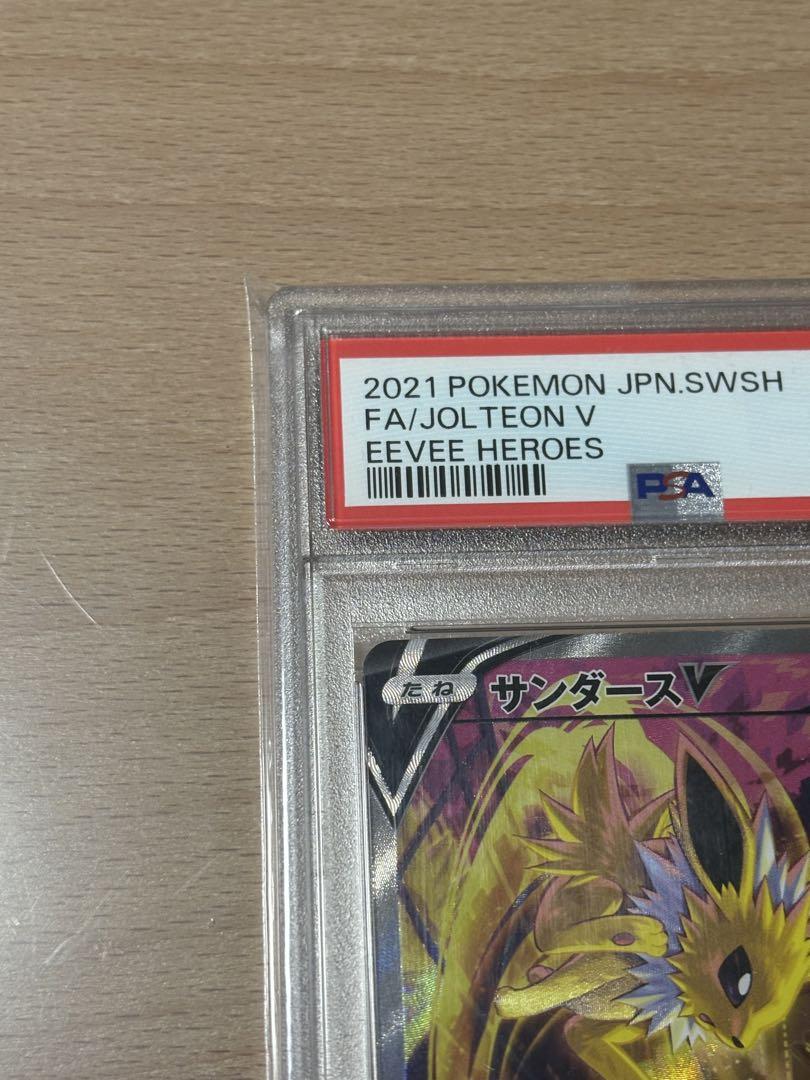 2021 POKEMON JPN.SWSH
FA/JOLTEON V
EEVEE HEROES
PSA
たね サンダースV